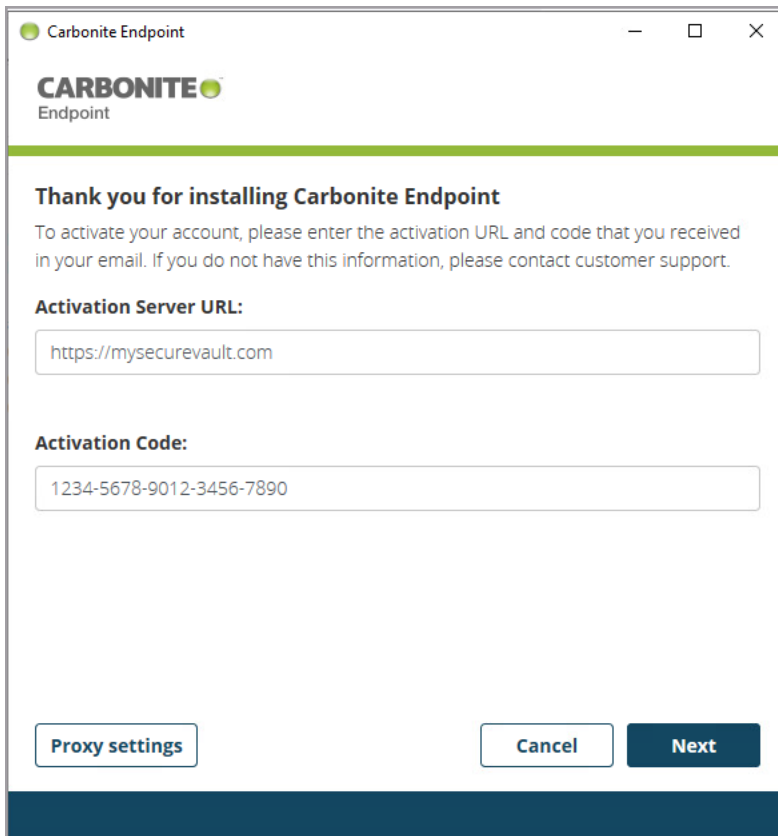 Carbonite Endpoint
CARBONITE
Endpoint
Thank you for installing Carbonite Endpoint
To activate your account, please enter the activation URL and code that you received
in your email. If you do not have this information, please contact customer support.
Activation Server URL:
https://mysecurevault.com
Activation Code:
1234-5678-9012-3456-7890
Proxy settings
Cancel
Next